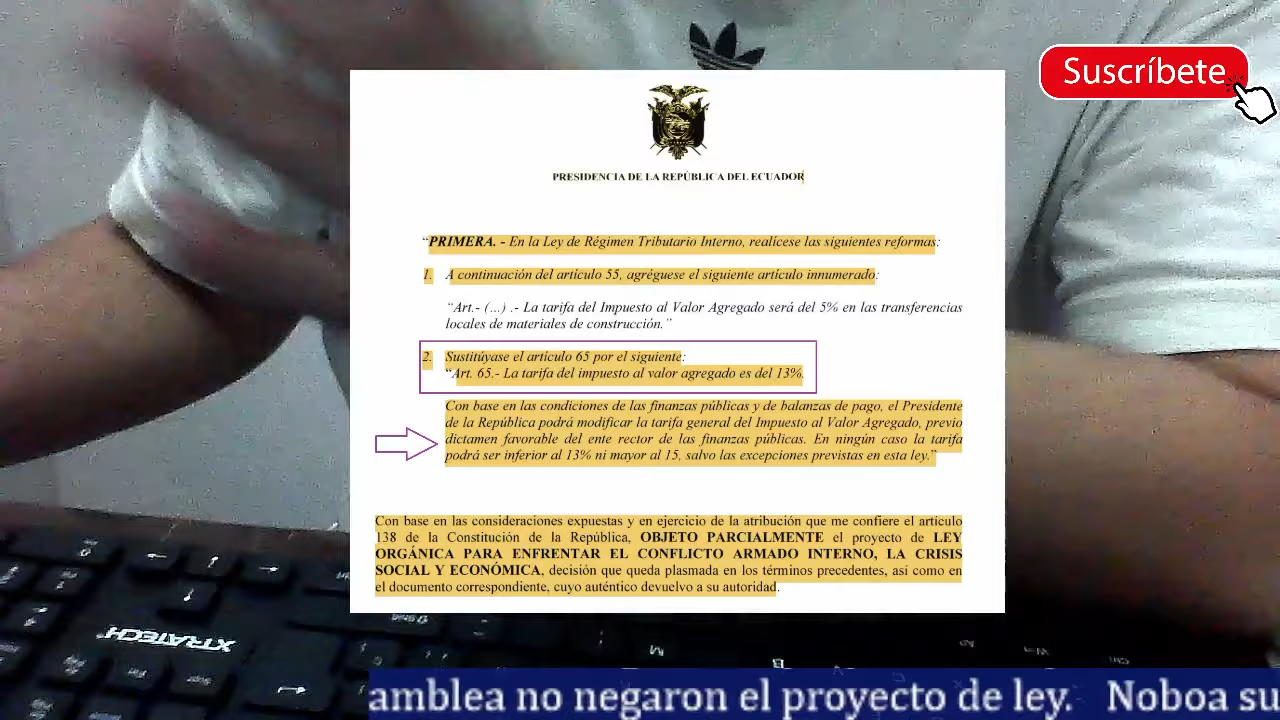 Suscríbete
PRESIDENCIA DE LA REPÚBLICA DEL ECUADOR
“PRIMERA. - En la Ley de Régimen Tributario Interno, realícese las siguientes reformas:
1. A continuación del artículo 55, agréguese el siguiente artículo innumerado:
“Art.- (...) .- La tarifa del Impuesto al Valor Agregado será del 5% en las transferencias
locales de materiales de construcción.”
2. Sustitúyase el artículo 65 por el siguiente:
“Art. 65.- La tarifa del impuesto al valor agregado es del 13%.
Con base en las condiciones de las finanzas públicas y de balanzas de pago, el Presidente
de la República podrá modificar la tarifa general del Impuesto al Valor Agregado, previo
dictamen favorable del ente rector de las finanzas públicas. En ningún caso la tarifa
podrá ser inferior al 13% ni mayor al 15, salvo las excepciones previstas en esta ley.”
Con base en las consideraciones expuestas y en ejercicio de la atribución que me confiere el artículo
138 de la Constitución de la República, OBJETO PARCIALMENTE el proyecto de LEY
ORGÁNICA PARA ENFRENTAR EL CONFLICTO ARMADO INTERNO, LA CRISIS
SOCIAL Y ECONÓMICA, decisión que queda plasmada en los términos precedentes, así como en
el documento correspondiente, cuyo auténtico devuelvo a su autoridad.
XTRATECH
amblea no negaron el proyecto de ley. Noboa su